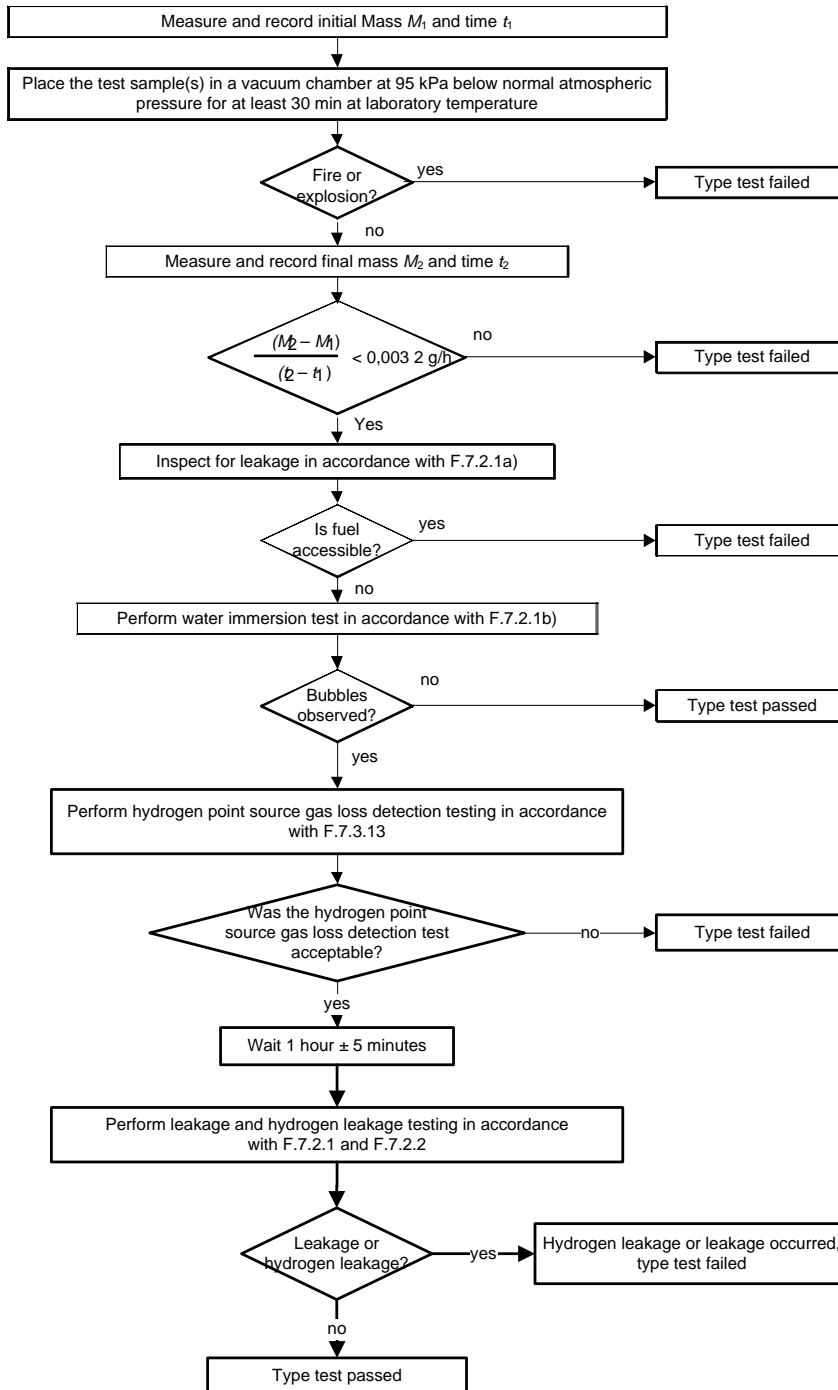 Measure and record initial Mass M1 and time t1
Place the test sample(s) in a vacuum chamber at 95 kPa below normal atmospheric
pressure for at least 30 min at laboratory temperature
Fire or
explosion?
yes
Type test failed
no
Measure and record final mass M2 and time t2
(M2 – M1)
(t2 – t1)
< 0,003 2 g/h
no
Type test failed
Yes
Inspect for leakage in accordance with F.7.2.1a)
Is fuel
accessible?
yes
Type test failed
no
Perform water immersion test in accordance with F.7.2.1b)
Bubbles
observed?
no
Type test passed
yes
Perform hydrogen point source gas loss detection testing in accordance
with F.7.3.13
Was the hydrogen point
source gas loss detection test
acceptable?
no
Type test failed
yes
Wait 1 hour ± 5 minutes
Perform leakage and hydrogen leakage testing in accordance
with F.7.2.1 and F.7.2.2
Leakage or
hydrogen leakage?
yes
Hydrogen leakage or leakage occurred,
type test failed
no
Type test passed